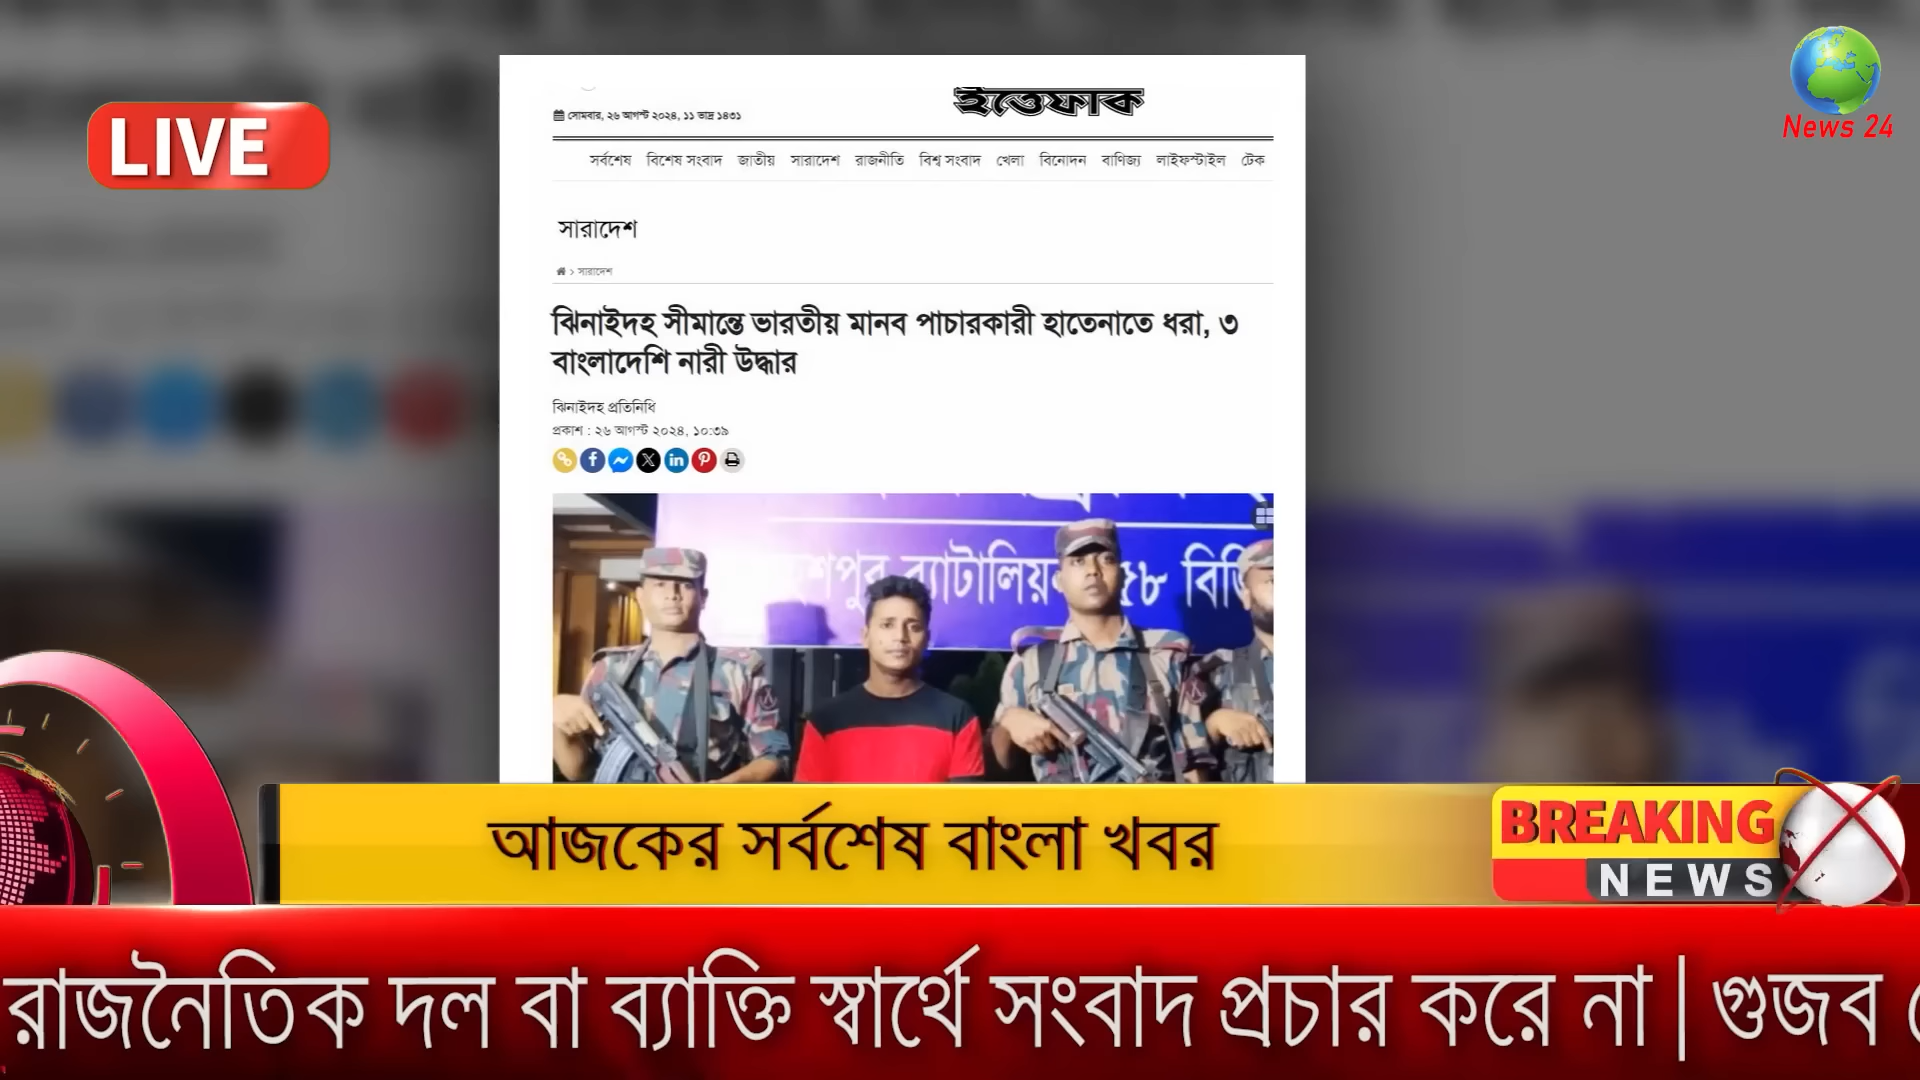 LIVE
News 24
ইত্তেফাক
সোমবার, ২৬ আগস্ট ২০২৪, ১১ ভাদ্র ১৪৩১
সর্বশেষ বিশেষ সংবাদ জাতীয় সারাদেশ রাজনীতি বিশ্ব সংবাদ খেলা বিনোদন বাণিজ্য লাইফস্টাইল টেক
সারাদেশ
> সারাদেশ
ঝিনাইদহ সীমান্তে ভারতীয় মানব পাচারকারী হাতেনাতে ধরা, ৩
বাংলাদেশি নারী উদ্ধার
ঝিনাইদহ প্রতিনিধি
প্রকাশ : ২৬ আগস্ট ২০২৪, ১০:৩৯
ব্যাটালিয়ন ৫৮
আজকের সর্বশেষ বাংলা খবর
BREAKING
NEWS
রাজনৈতিক দল বা ব্যাক্তি স্বার্থে সংবাদ প্রচার করে না | গুজব